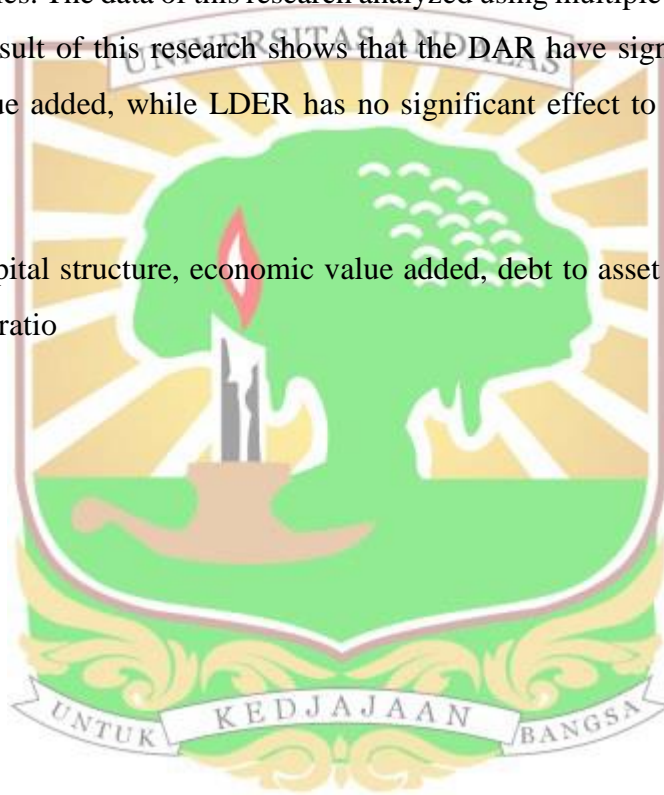 ies. The data of this research analyzed using multiple
sult of this research shows that the DAR have sign
UNIVERSITAS ANDALAS
ue added, while LDER has no significant effect to
pital structure, economic value added, debt to asset
ratio
UNTUK KEDJAJAAN BANGSA